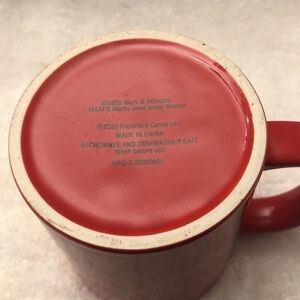 ©2020 Mars & Affiliates
M&M'S Marks used under license
©2020 Frankford Candy LLC
MADE IN CHINA
MICROWAVE AND DISHWASHER SAFE
Wash before use